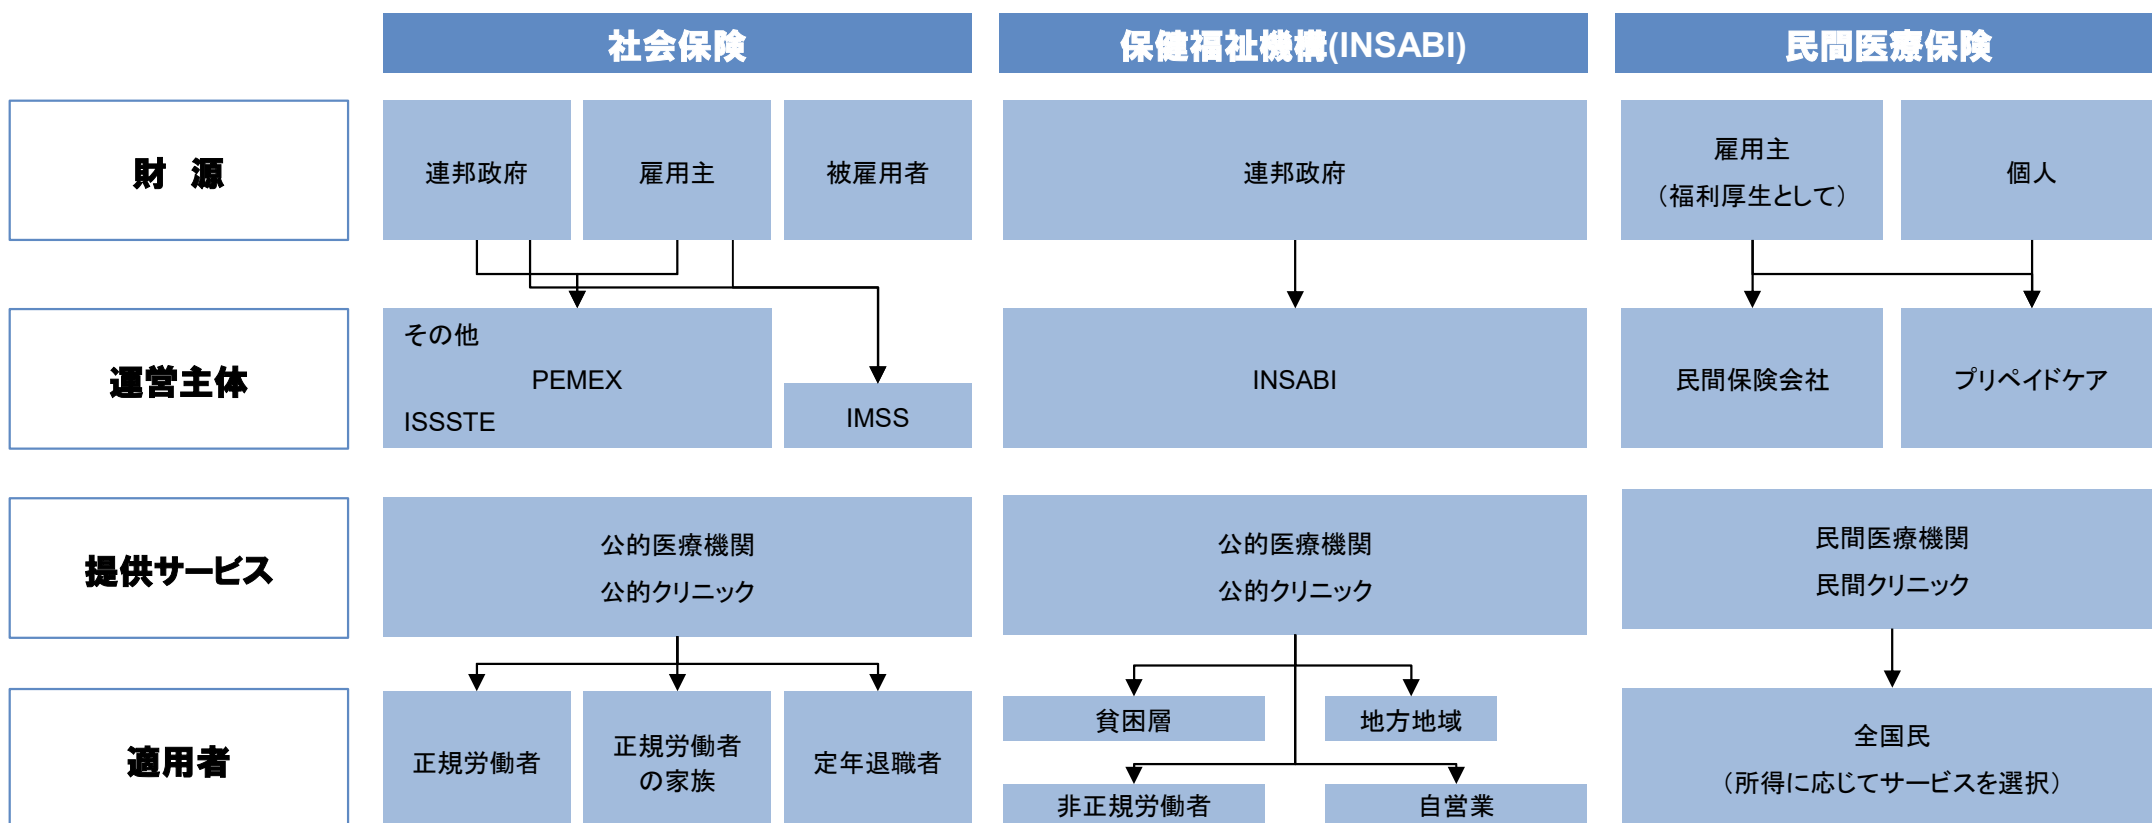 社会保険
保健福祉機構(INSABI)
民間医療保険
財 源
連邦政府
雇用主
被雇用者
連邦政府
雇用主
（福利厚生として）
個人
運営主体
その他
PEMEX
ISSSTE
IMSS
INSABI
民間保険会社
プリペイドケア
提供サービス
公的医療機関
公的クリニック
公的医療機関
公的クリニック
民間医療機関
民間クリニック
適用者
正規労働者
正規労働者
の家族
定年退職者
貧困層
地方地域
非正規労働者
自営業
全国民
（所得に応じてサービスを選択）